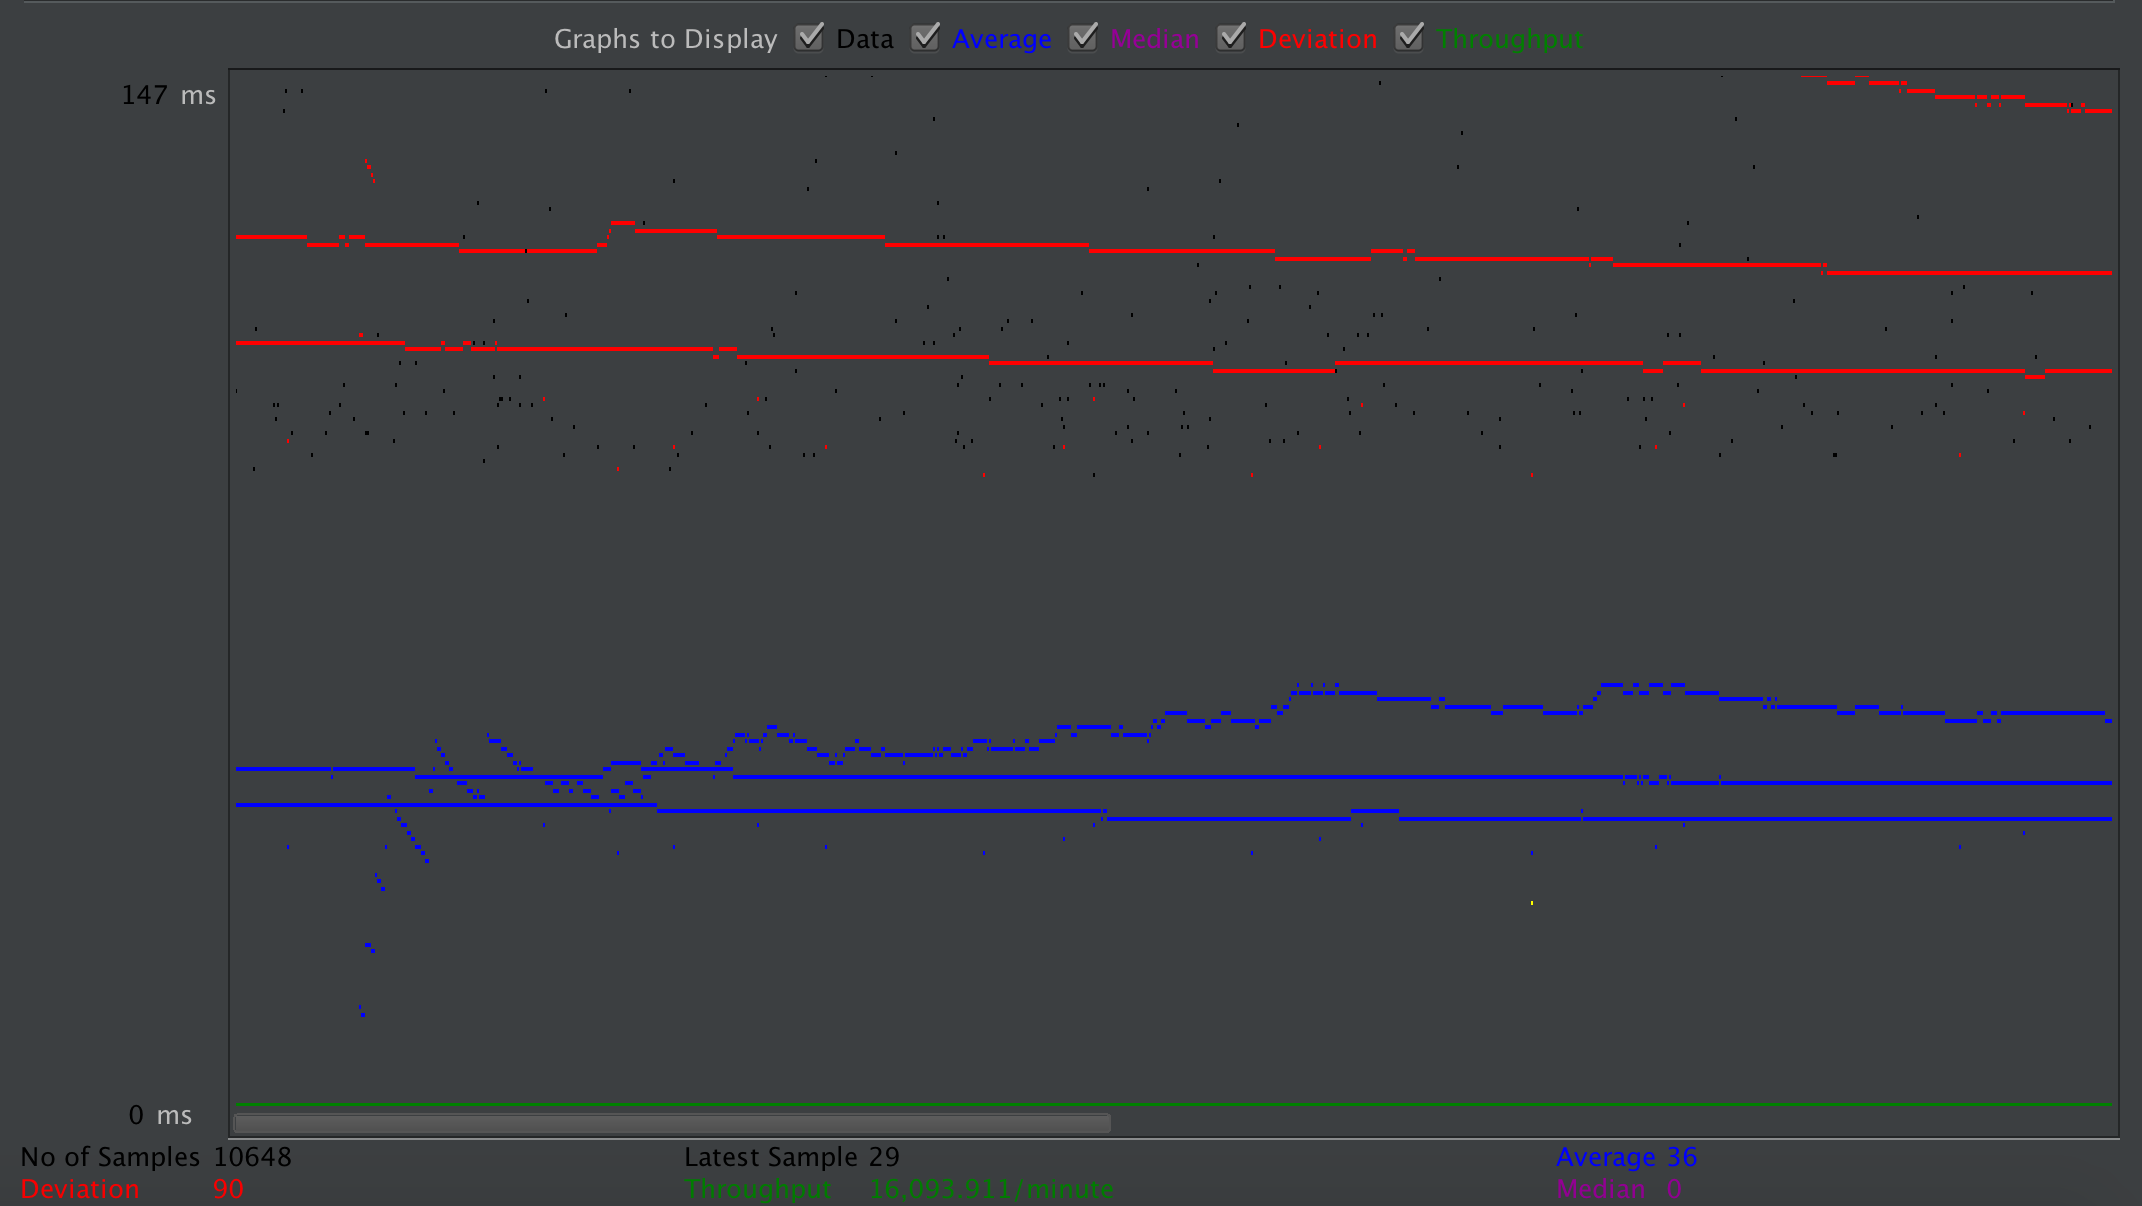 Graphs to Display Data Average Median Deviation Throughput
147 ms
0 ms
No of Samples 10648 Latest Sample 29 Average 36
Deviation 90 Throughput 16,093.911/minute Median 0